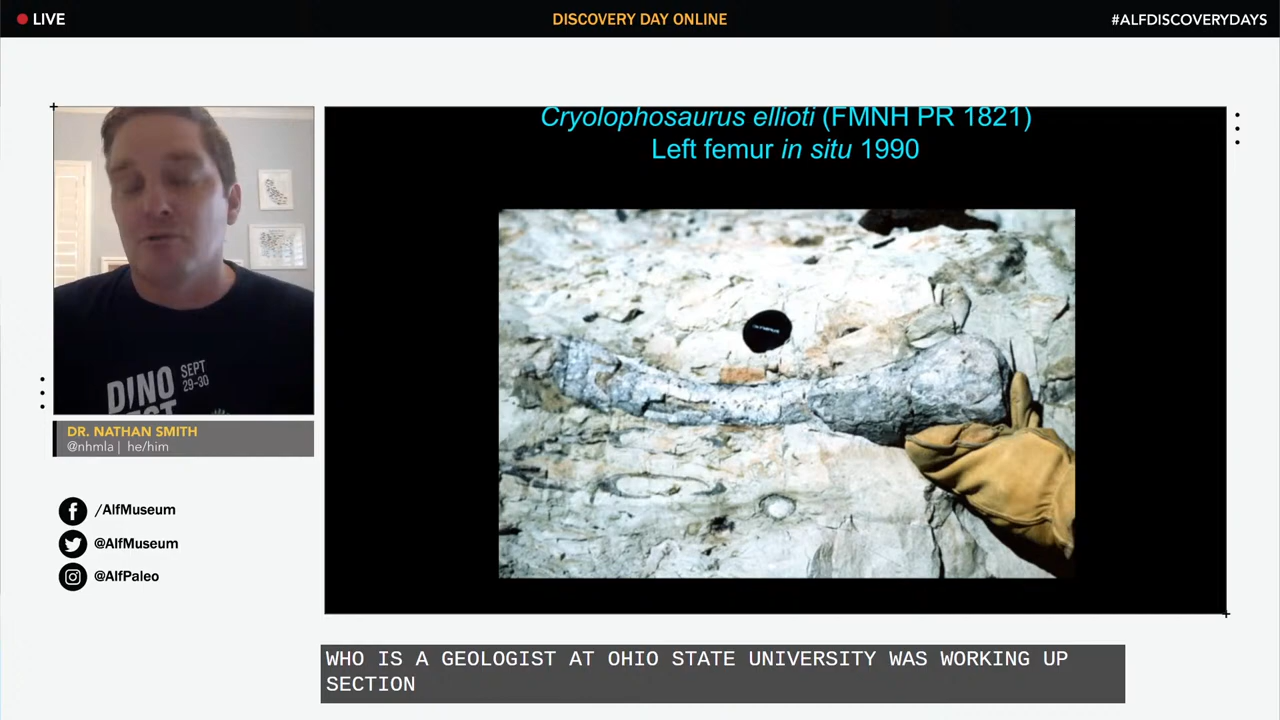 LIVE
DISCOVERY DAY ONLINE
#ALFDISCOVERYDAYS
Cryolophosaurus ellioti (FMNH PR 1821)
Left femur in situ 1990
OLYMPUS
DINO
SEPT
29-30
DR. NATHAN SMITH
@nhmla | he/him
/AlfMuseum
@AlfMuseum
@AlfPaleo
WHO IS A GEOLOGIST AT OHIO STATE UNIVERSITY WAS WORKING UP
SECTION